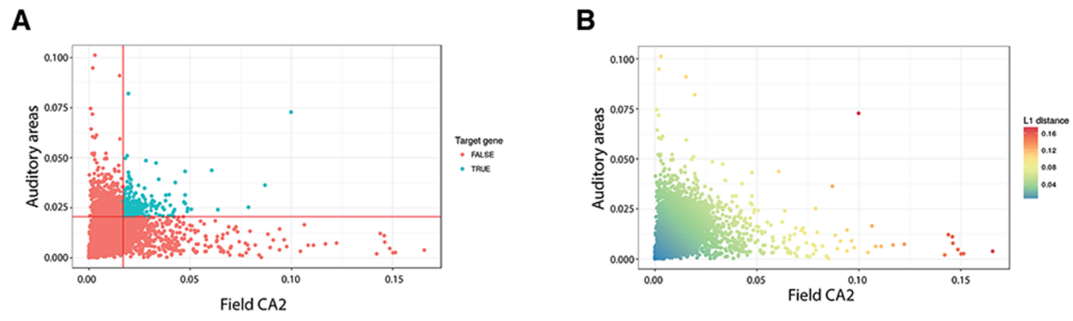 A
0.100
0.075
0.050
0.025
0.000
Auditory areas
0.00 0.05 0.10 0.15
Field CA2
Target gene
FALSE
TRUE
B
0.100
0.075
0.050
0.025
0.000
Auditory areas
0.00 0.05 0.10 0.15
Field CA2
L1 distance
0.16
0.12
0.08
0.04